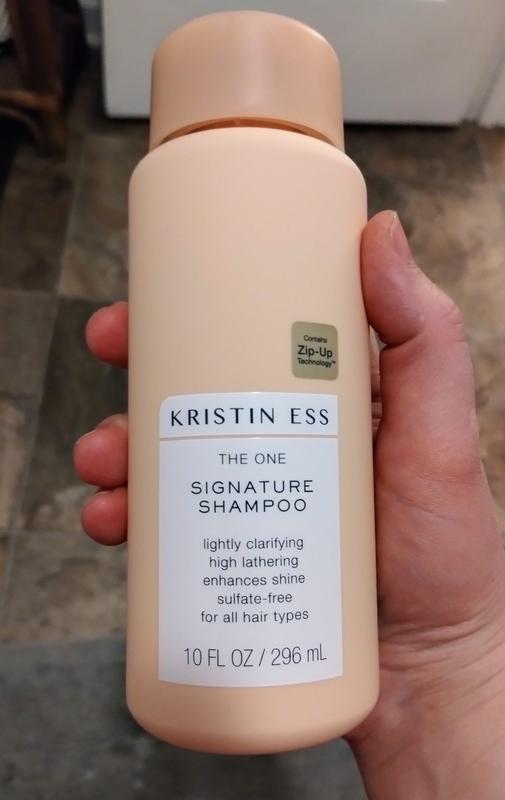 Contains
Zip-Up
Technology™
KRISTIN ESS
THE ONE
SIGNATURE
SHAMPOO
lightly clarifying
high lathering
enhances shine
sulfate-free
for all hair types
10 FL OZ / 296 mL